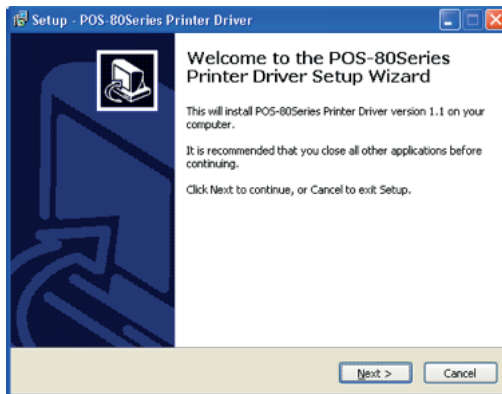 Setup - POS-80Series Printer Driver
Welcome to the POS-80Series
Printer Driver Setup Wizard
This will install POS-80Series Printer Driver version 1.1 on your
computer.
It is recommended that you close all other applications before
continuing.
Click Next to continue, or Cancel to exit Setup.
Next >
Cancel